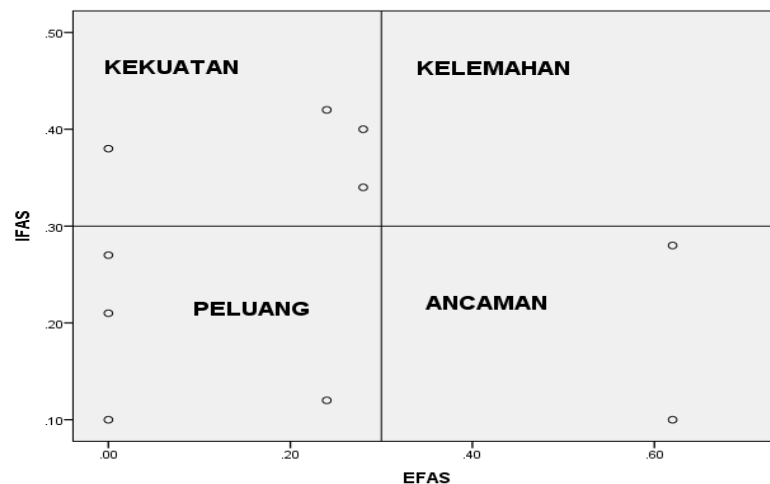 .50
KEKUATAN
KELEMAHAN
.40
IFAS
.30
PELUANG
ANCAMAN
.20
.10
.00
.20
.40
.60
EFAS